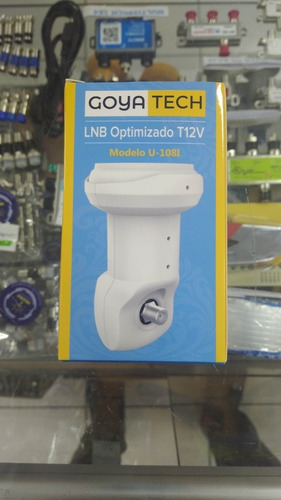 GOYA TECH
LNB Optimizado T12V
Modelo U-108I